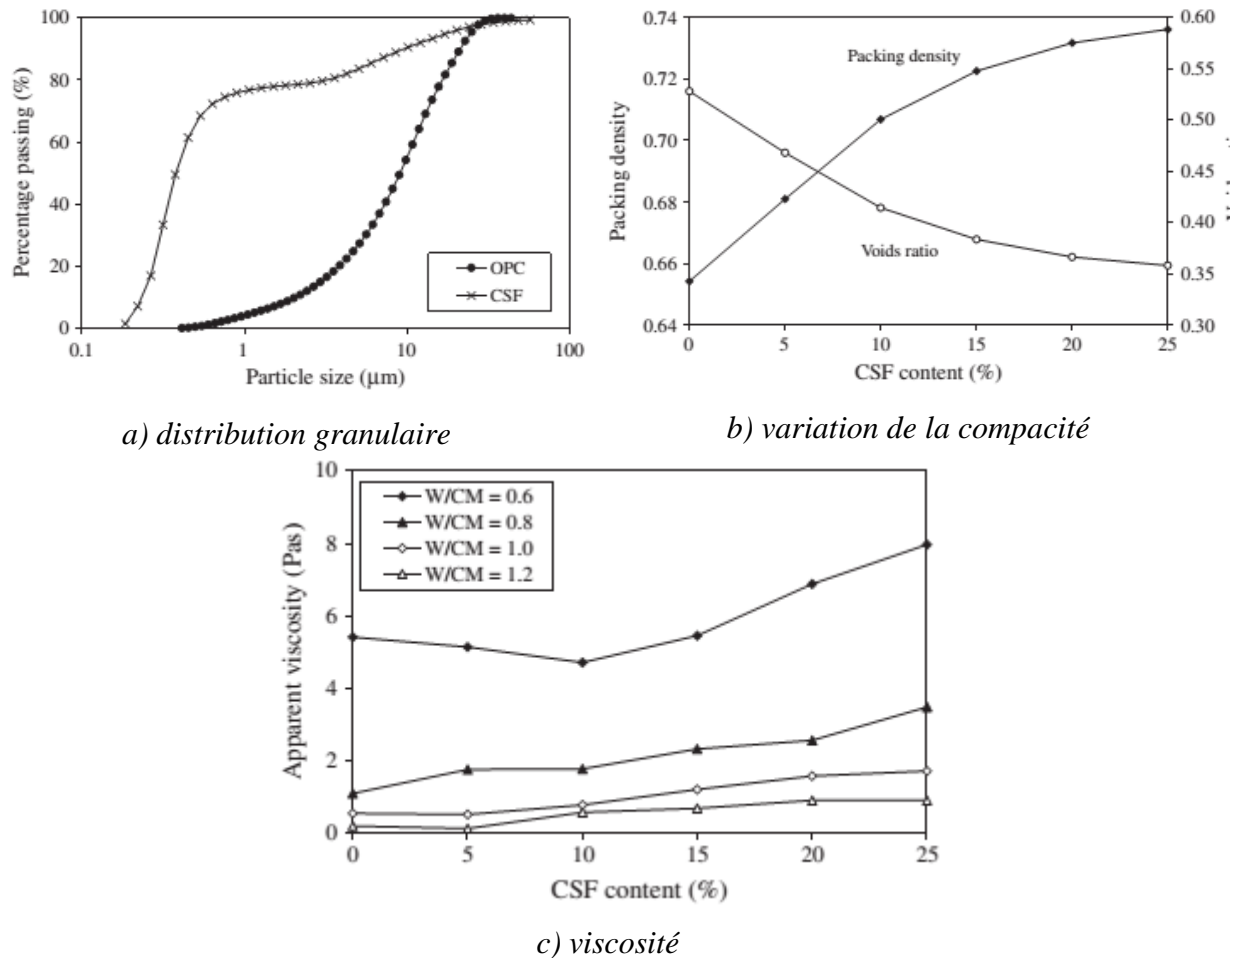 100
80
60
40
20
0
Percentage passing (%)
OPC
CSF
0.1
1
10
100
Particle size (µm)
a) distribution granulaire
0.74
0.72
0.70
0.68
0.66
0.64
Packing density
Packing density
Voids ratio
0.60
0.55
0.50
0.45
0.40
0.35
0.30
0
5
10
15
20
25
CSF content (%)
b) variation de la compacité
10
8
6
4
2
0
Apparent viscosity (Pas)
W/CM = 0.6
W/CM = 0.8
W/CM = 1.0
W/CM = 1.2
0
5
10
15
20
25
CSF content (%)
c) viscosité